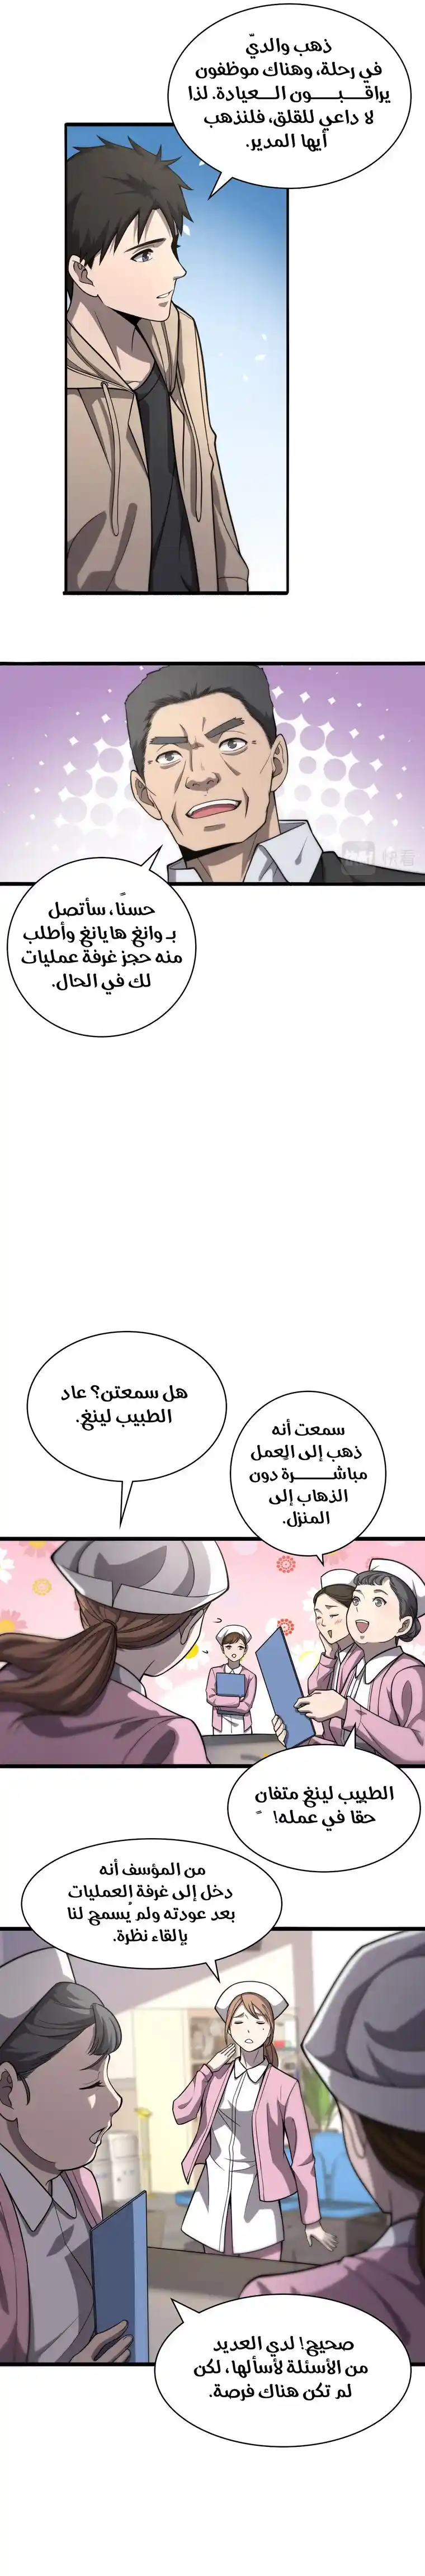 ذهب والديّ
في رحلة، وهناك موظفون
يراقبون العيادة. لذا
لا داعي للقلق، فلنذهب
أيها المدير.
快看
حسنًا، سأتصل
بـ وانغ هايانغ وأطلب
منه حجز غرفة عمليات
لك في الحال.
هل سمعتن؟ عاد
الطبيب لينغ.
سمعت أنه
ذهب إلى العمل
مباشرةً دون
الذهاب إلى
المنزل.
الطبيب لينغ متفان
حقا في عمله! ً
من المؤسف أنه
دخل إلى غرفة العمليات
بعد عودته ولم يُسمح لنا
بإلقاء نظرة.
صحيح! لدي العديد
من الأسئلة لأسألها، لكن
لم تكن هناك فرصة.